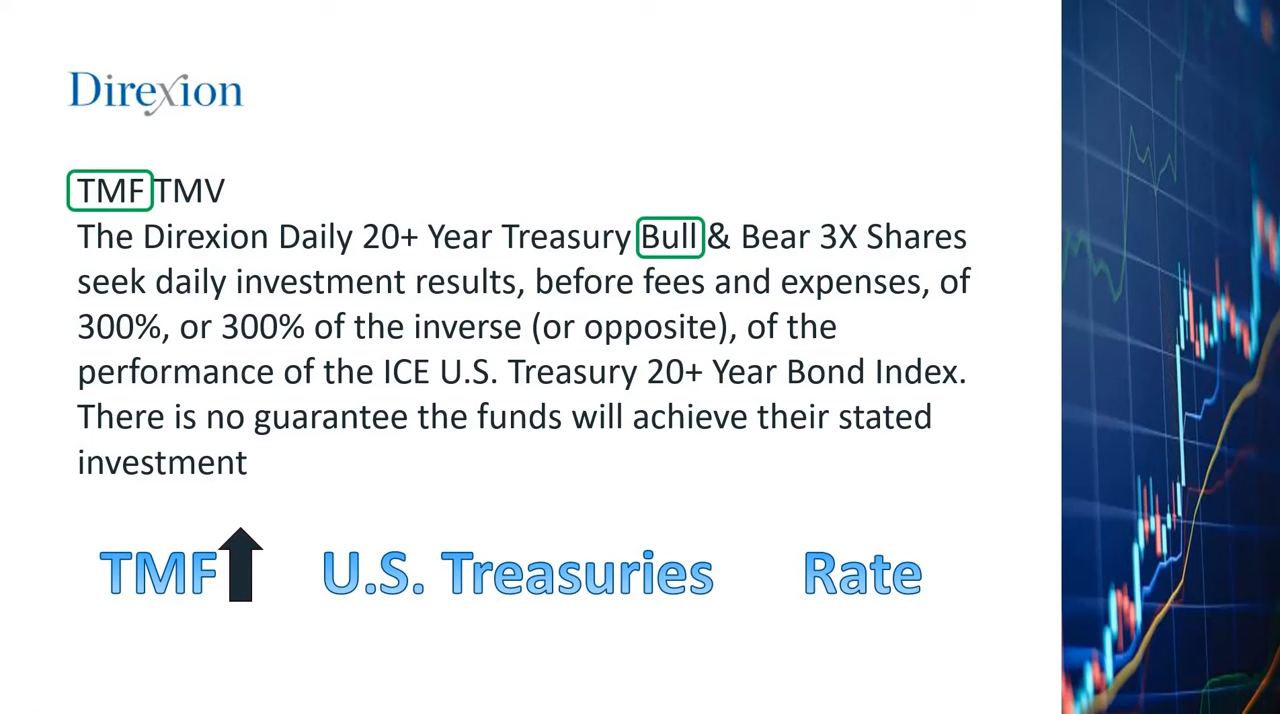 Direxion
TMF TMV
The Direxion Daily 20+ Year Treasury Bull & Bear 3X Shares
seek daily investment results, before fees and expenses, of
300%, or 300% of the inverse (or opposite), of the
performance of the ICE U.S. Treasury 20+ Year Bond Index.
There is no guarantee the funds will achieve their stated
investment
TMF U.S. Treasuries Rate